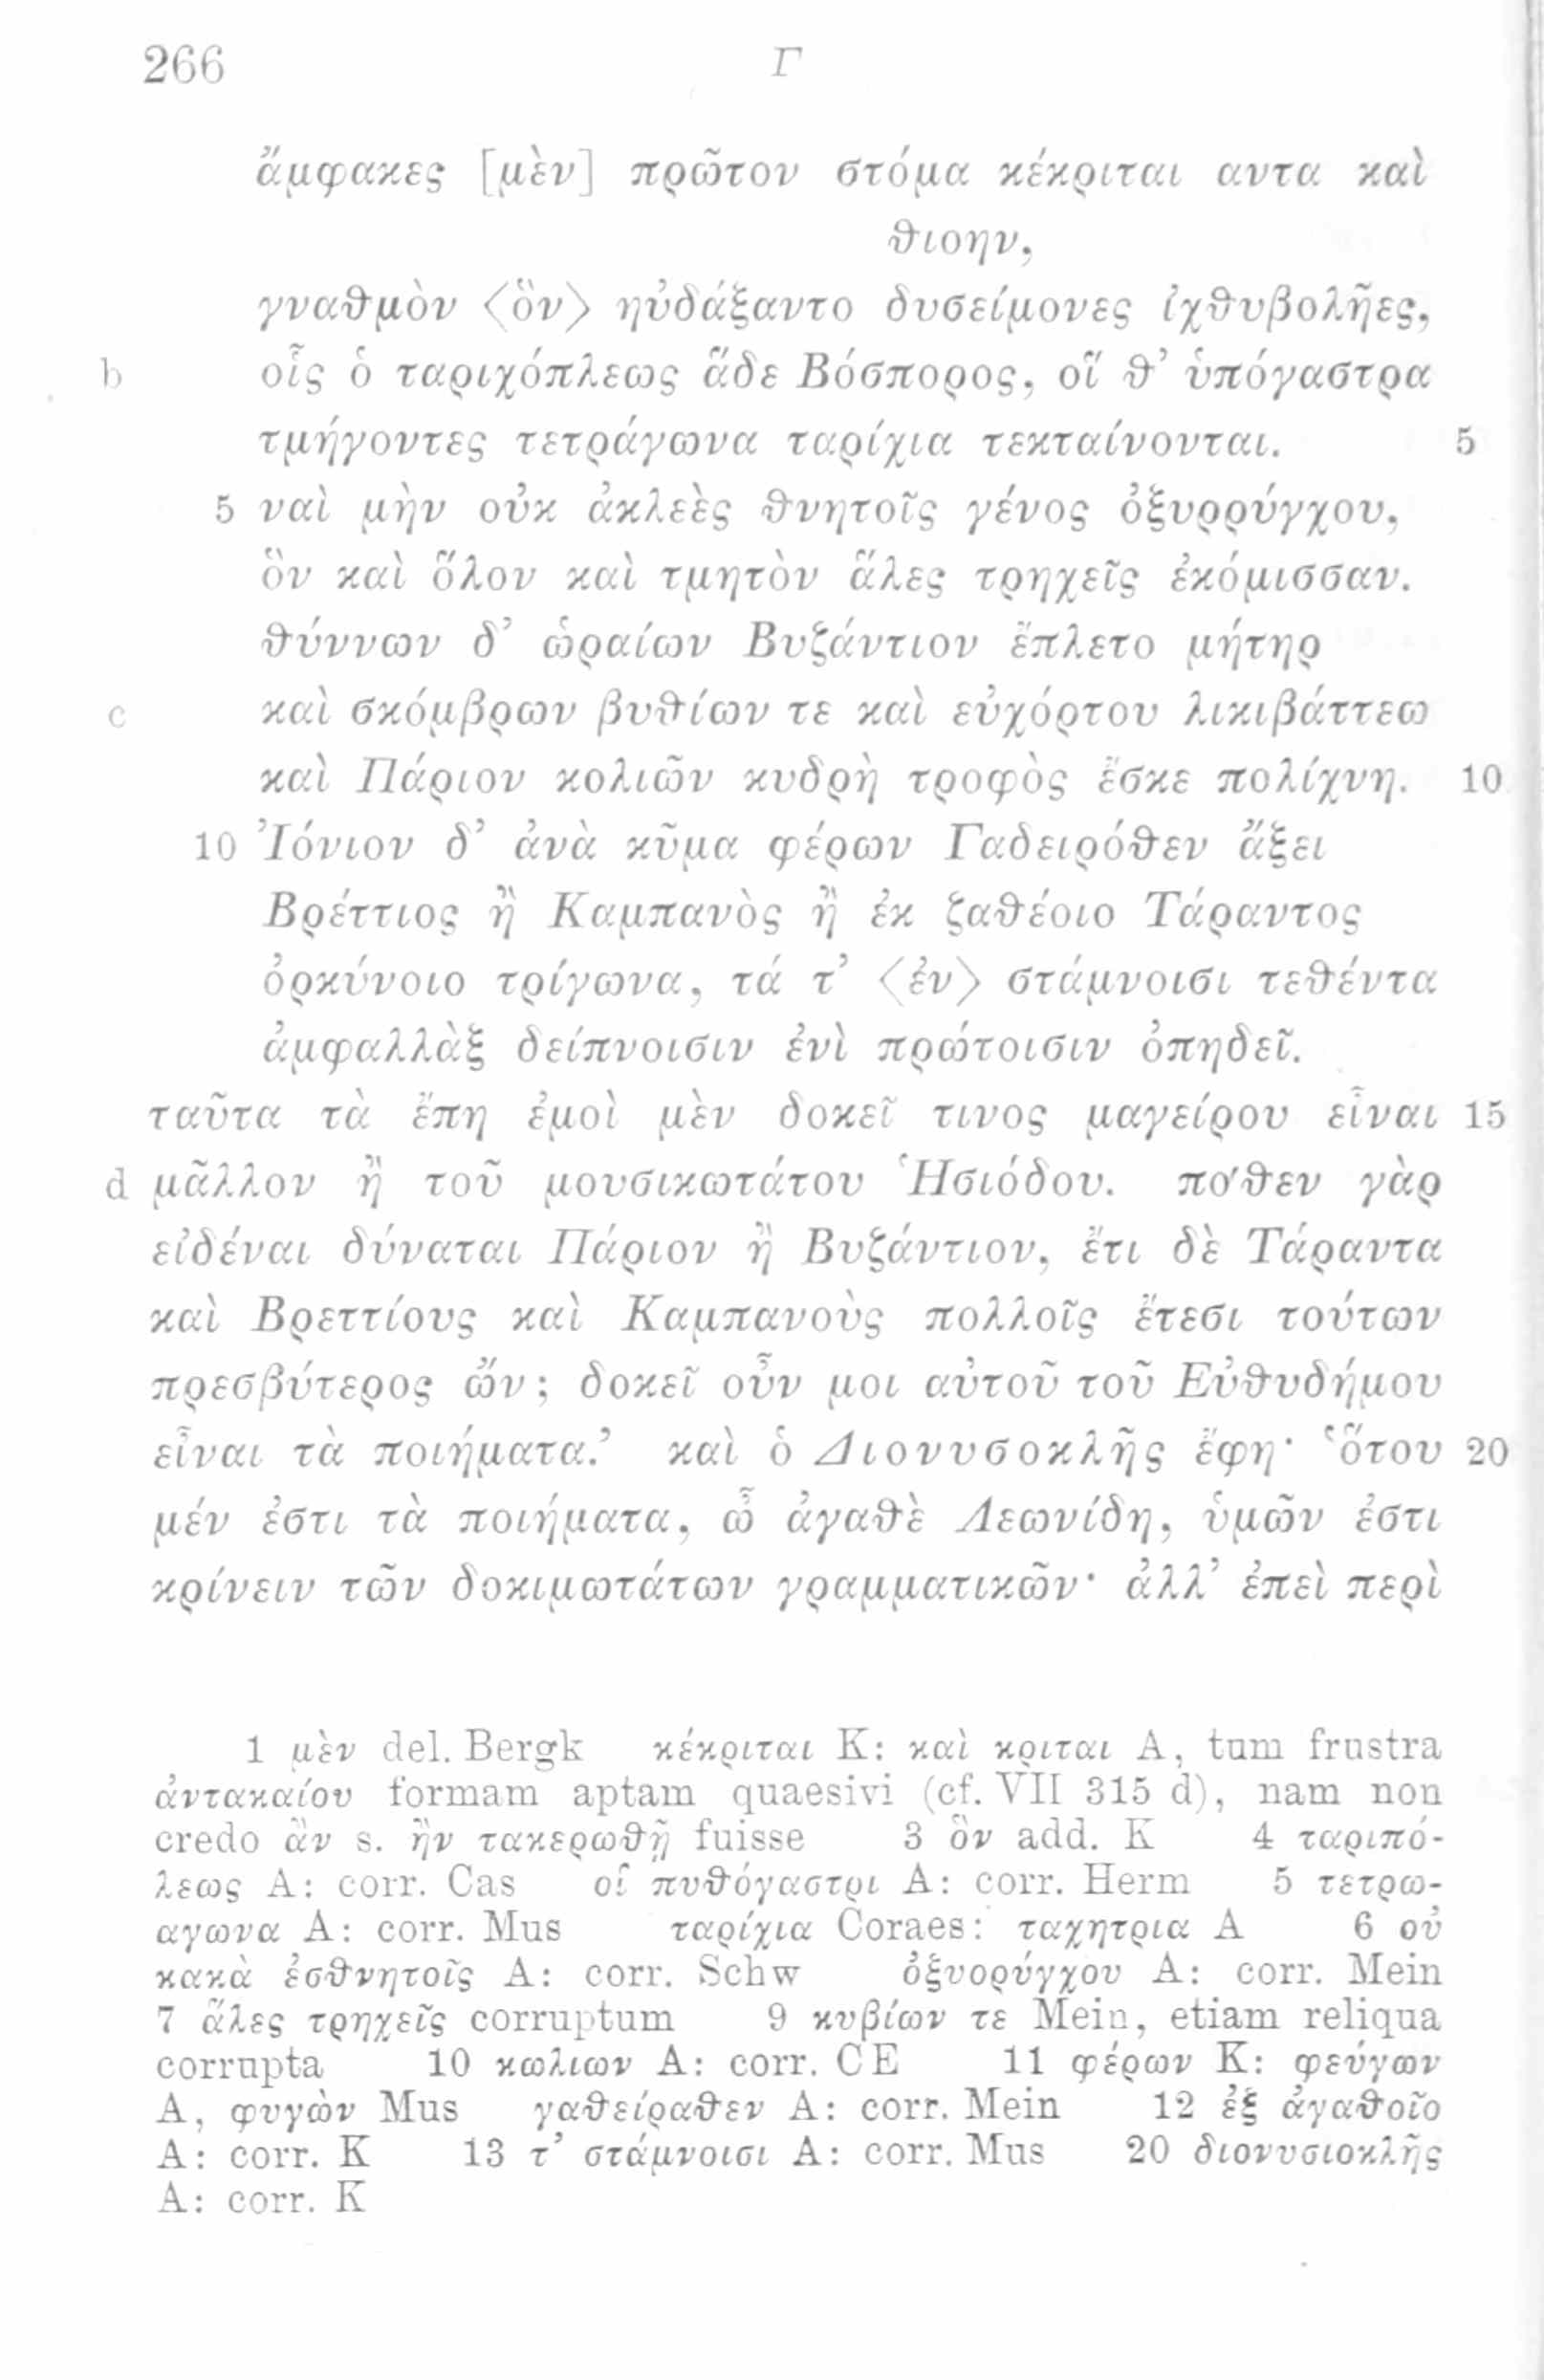 266 Γ
ἄμφακες [μὲν] πρῶτον στόμα κέκριται αντα καὶ
θιοην,
γναθμὸν ⟨ὃν⟩ ηὐδάξαντο δυσείμονες ἰχθυβολῆες,
b οἷς ὁ ταριχόπλεως ἅδε Βόσπορος, οἵ θ’ ὑπόγαστρα
τμήγοντες τετράγωνα ταρίχια τεκταίνονται. 5
5 ναὶ μὴν οὐκ ἀκλεὲς θνητοῖς γένος ὀξυρρύγχου,
ὃν καὶ ὅλον καὶ τμητὸν ἅλες τρηχεῖς ἐκόμισσαν.
θύννων δ’ ὡραίων Βυζάντιον ἔπλετο μήτηρ
c καὶ σκόμβρων βυθίων τε καὶ εὐχόρτου λικιβάττεω
καὶ Πάριον κολιῶν κυδρὴ τροφὸς ἔσκε πολίχνη. 10
10 Ἰόνιον δ’ ἀνὰ κῦμα φέρων Γαδειρόθεν ἄξει
Βρέττιος ἢ Καμπανὸς ἢ ἐκ ζαθέοιο Τάραντος
ὀρκύνοιο τρίγωνα, τά τ’ ⟨ἐν⟩ στάμνοισι τεθέντα
ἀμφαλλὰξ δείπνοισιν ἐνὶ πρώτοισιν ὀπηδεῖ.
ταῦτα τὰ ἔπη ἐμοὶ μὲν δοκεῖ τινος μαγείρου εἶναι 15
d μᾶλλον ἢ τοῦ μουσικωτάτου Ἡσιόδου. πόθεν γὰρ
εἰδέναι δύναται Πάριον ἢ Βυζάντιον, ἔτι δὲ Τάραντα
καὶ Βρεττίους καὶ Καμπανοὺς πολλοῖς ἔτεσι τούτων
πρεσβύτερος ὤν; δοκεῖ οὖν μοι αὐτοῦ τοῦ Εὐθυδήμου
εἶναι τὰ ποιήματα.’ καὶ ὁ Διονυσοκλῆς ἔφη· ‘ὅτου 20
μέν ἐστι τὰ ποιήματα, ὦ ἀγαθὲ Λεωνίδη, ὑμῶν ἐστι
κρίνειν τῶν δοκιμωτάτων γραμματικῶν· ἀλλ’ ἐπεὶ περὶ
1 μὲν del. Bergk κέκριται K: καὶ κριται A, tum frustra
ἀντακαίου formam aptam quaesivi (cf. VII 315 d), nam non
credo ἂν s. ἣν τακερωθῇ fuisse 3 ὃν add. K 4 ταριπό-
λεως A: corr. Cas οἳ πυθόγαστρι A: corr. Herm 5 τετρω-
αγωνα A: corr. Mus ταρίχια Coraes: ταχητρια A 6 οὐ
κακὰ ἐσθνητοῖς A: corr. Schw ὀξυορύγχου A: corr. Mein
7 ἅλες τρηχεῖς corruptum 9 κυβίων τε Mein, etiam reliqua
corrupta 10 κωλιων A: corr. CE 11 φέρων K: φεύγων
A, φυγὼν Mus γαθείραθεν A: corr. Mein 12 ἐξ ἀγαθοῖο
A: corr. K 13 τ’ στάμνοισι A: corr. Mus 20 διονυσιοκλῆς
A: corr. K